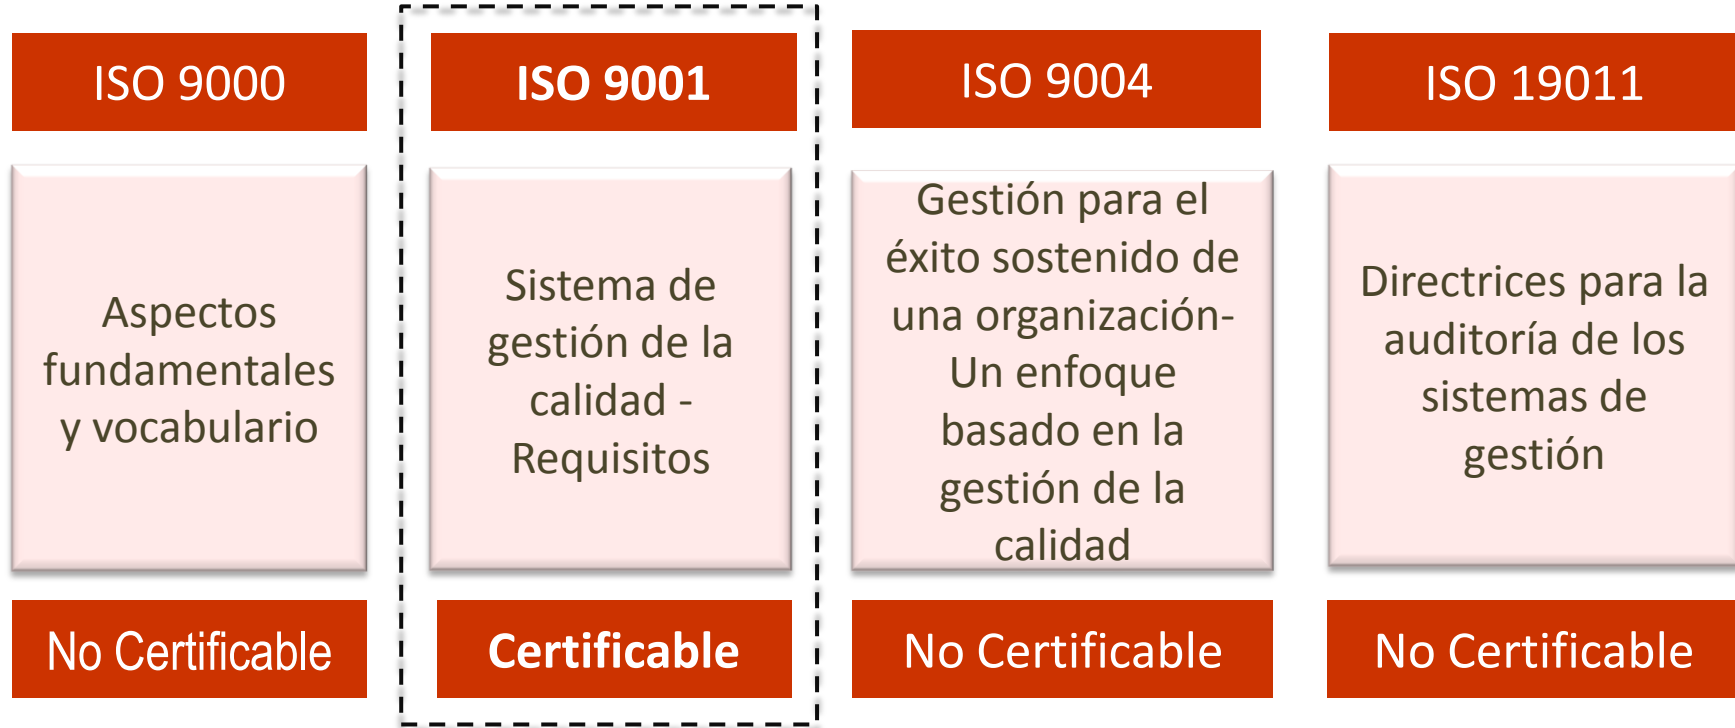 ISO 9000
Aspectos
fundamentales
y vocabulario
No Certificable
ISO 9001
Sistema de
gestión de la
calidad -
Requisitos
Certificable
ISO 9004
Gestión para el
éxito sostenido de
una organización-
Un enfoque
basado en la
gestión de la
calidad
No Certificable
ISO 19011
Directrices para la
auditoría de los
sistemas de
gestión
No Certificable